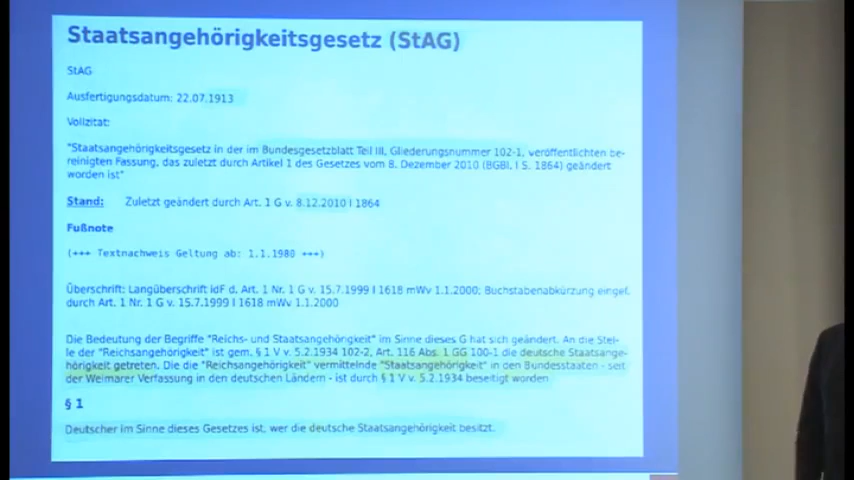 Staatsangehörigkeitsgesetz (StAG)
StAG
Ausfertigungsdatum: 22.07.1913
Vollzitat:
"Staatsangehörigkeitsgesetz in der im Bundesgesetzblatt Teil III, Gliederungsnummer 102-1, veröffentlichten be-
reinigten Fassung, das zuletzt durch Artikel 1 des Gesetzes vom 8. Dezember 2010 (BGBl. I S. 1864) geändert
worden ist"
Stand: Zuletzt geändert durch Art. 1 G v. 8.12.2010 I 1864
Fußnote
(+++ Textnachweis Geltung ab: 1.1.1980 +++)
Überschrift: Langüberschrift idF d. Art. 1 Nr. 1 G v. 15.7.1999 I 1618 mWv 1.1.2000; Buchstabenabkürzung eingef.
durch Art. 1 Nr. 1 G v. 15.7.1999 I 1618 mWv 1.1.2000
Die Bedeutung der Begriffe "Reichs- und Staatsangehörigkeit" im Sinne dieses G hat sich geändert. An die Stel-
le der "Reichsangehörigkeit" ist gem. § 1 V v. 5.2.1934 102-2, Art. 116 Abs. 1 GG 100-1 die deutsche Staatsange-
hörigkeit getreten. Die die "Reichsangehörigkeit" vermittelnde "Staatsangehörigkeit" in den Bundesstaaten - seit
der Weimarer Verfassung in den deutschen Ländern - ist durch § 1 V v. 5.2.1934 beseitigt worden
§ 1
Deutscher im Sinne dieses Gesetzes ist, wer die deutsche Staatsangehörigkeit besitzt.